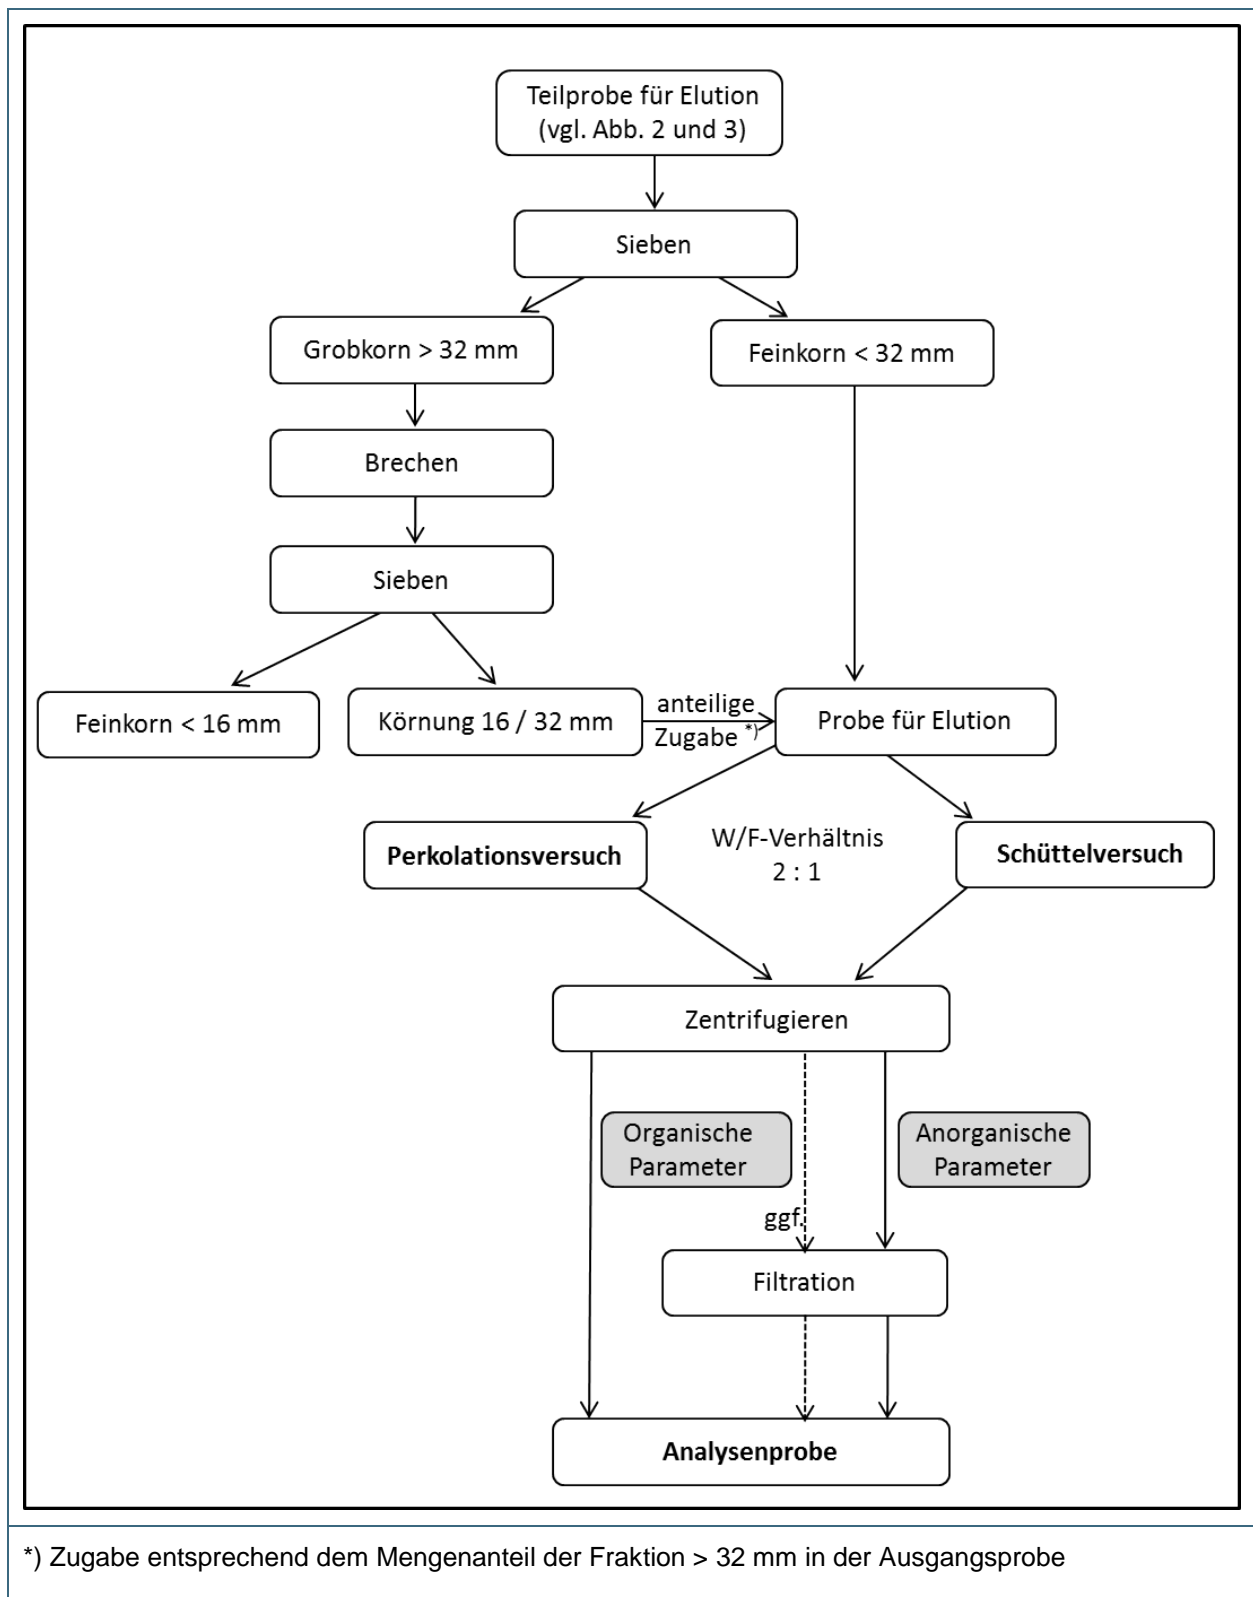 Teilprobe für Elution
(vgl. Abb. 2 und 3)
Sieben
Grobkorn > 32 mm
Feinkorn < 32 mm
Brechen
Sieben
Feinkorn < 16 mm
Körnung 16 / 32 mm
anteilige
Zugabe *)
Probe für Elution
Perkolationsversuch
W/F-Verhältnis
2 : 1
Schüttelversuch
Zentrifugieren
Organische
Parameter
Anorganische
Parameter
ggf.
Filtration
Analysenprobe
*) Zugabe entsprechend dem Mengenanteil der Fraktion > 32 mm in der Ausgangsprobe